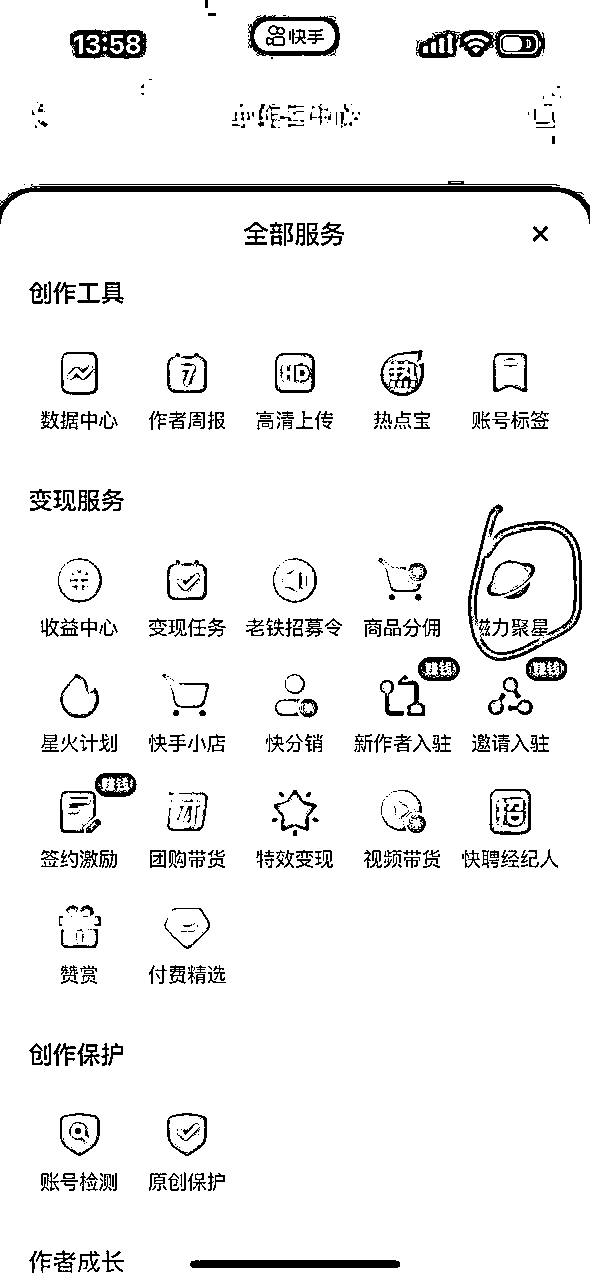 13:58
快手
作者中心
全部服务
创作工具
数据中心 作者周报 高清上传 热点宝 账号标签
变现服务
收益中心 变现任务 老铁招募令 商品分佣 磁力聚星
赚钱 赚钱
星火计划 快手小店 快分销 新作者入驻 邀请入驻
赚钱
签约激励 团购带货 特效变现 视频带货 快聘经纪人
赞赏 付费精选
创作保护
账号检测 原创保护
作者成长